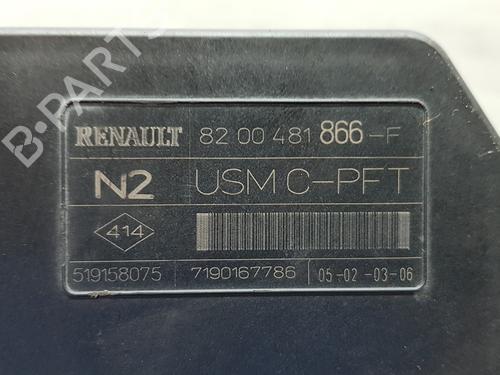 B-PARTS
RENAULT 82 00 481 866-F
N2 USM C-PFT
414
519158075 7190167786 05-02-03-06